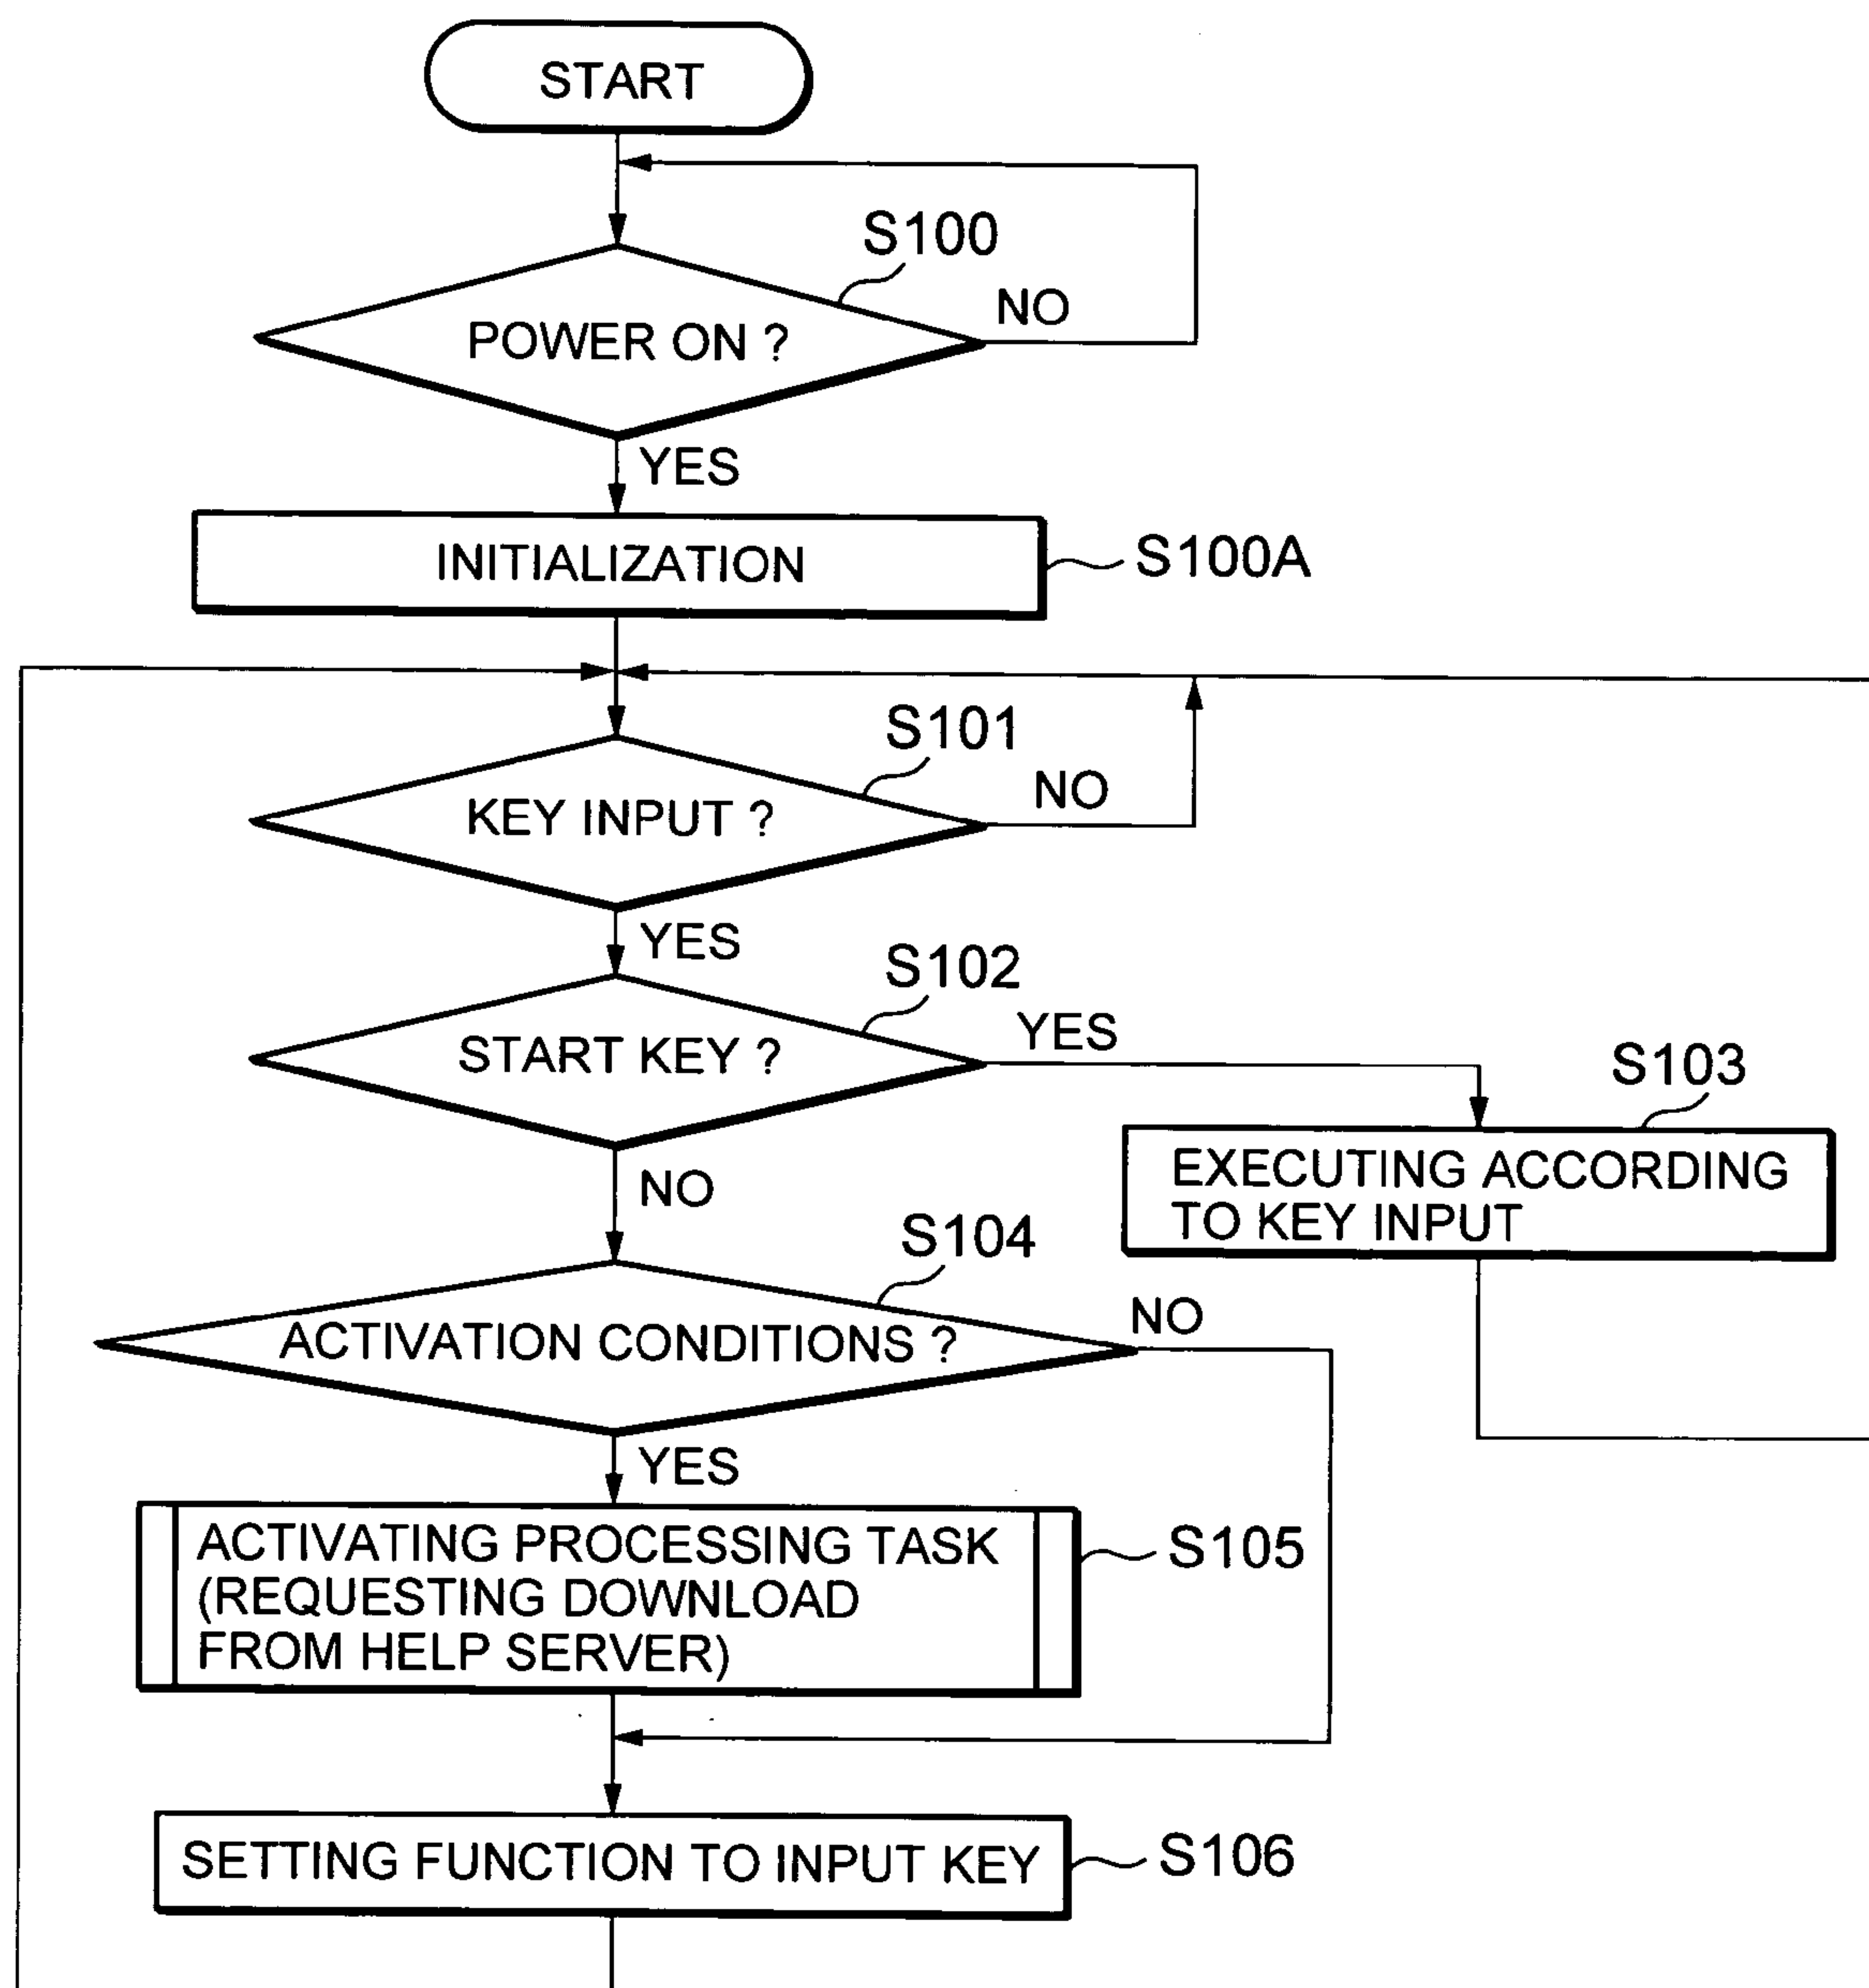 START
S100
POWER ON ?
NO
YES
INITIALIZATION
S100A
S101
KEY INPUT ?
NO
YES
S102
START KEY ?
YES
S103
EXECUTING ACCORDING
TO KEY INPUT
NO
S104
ACTIVATION CONDITIONS ?
NO
YES
ACTIVATING PROCESSING TASK
(REQUESTING DOWNLOAD
FROM HELP SERVER)
S105
SETTING FUNCTION TO INPUT KEY
S106